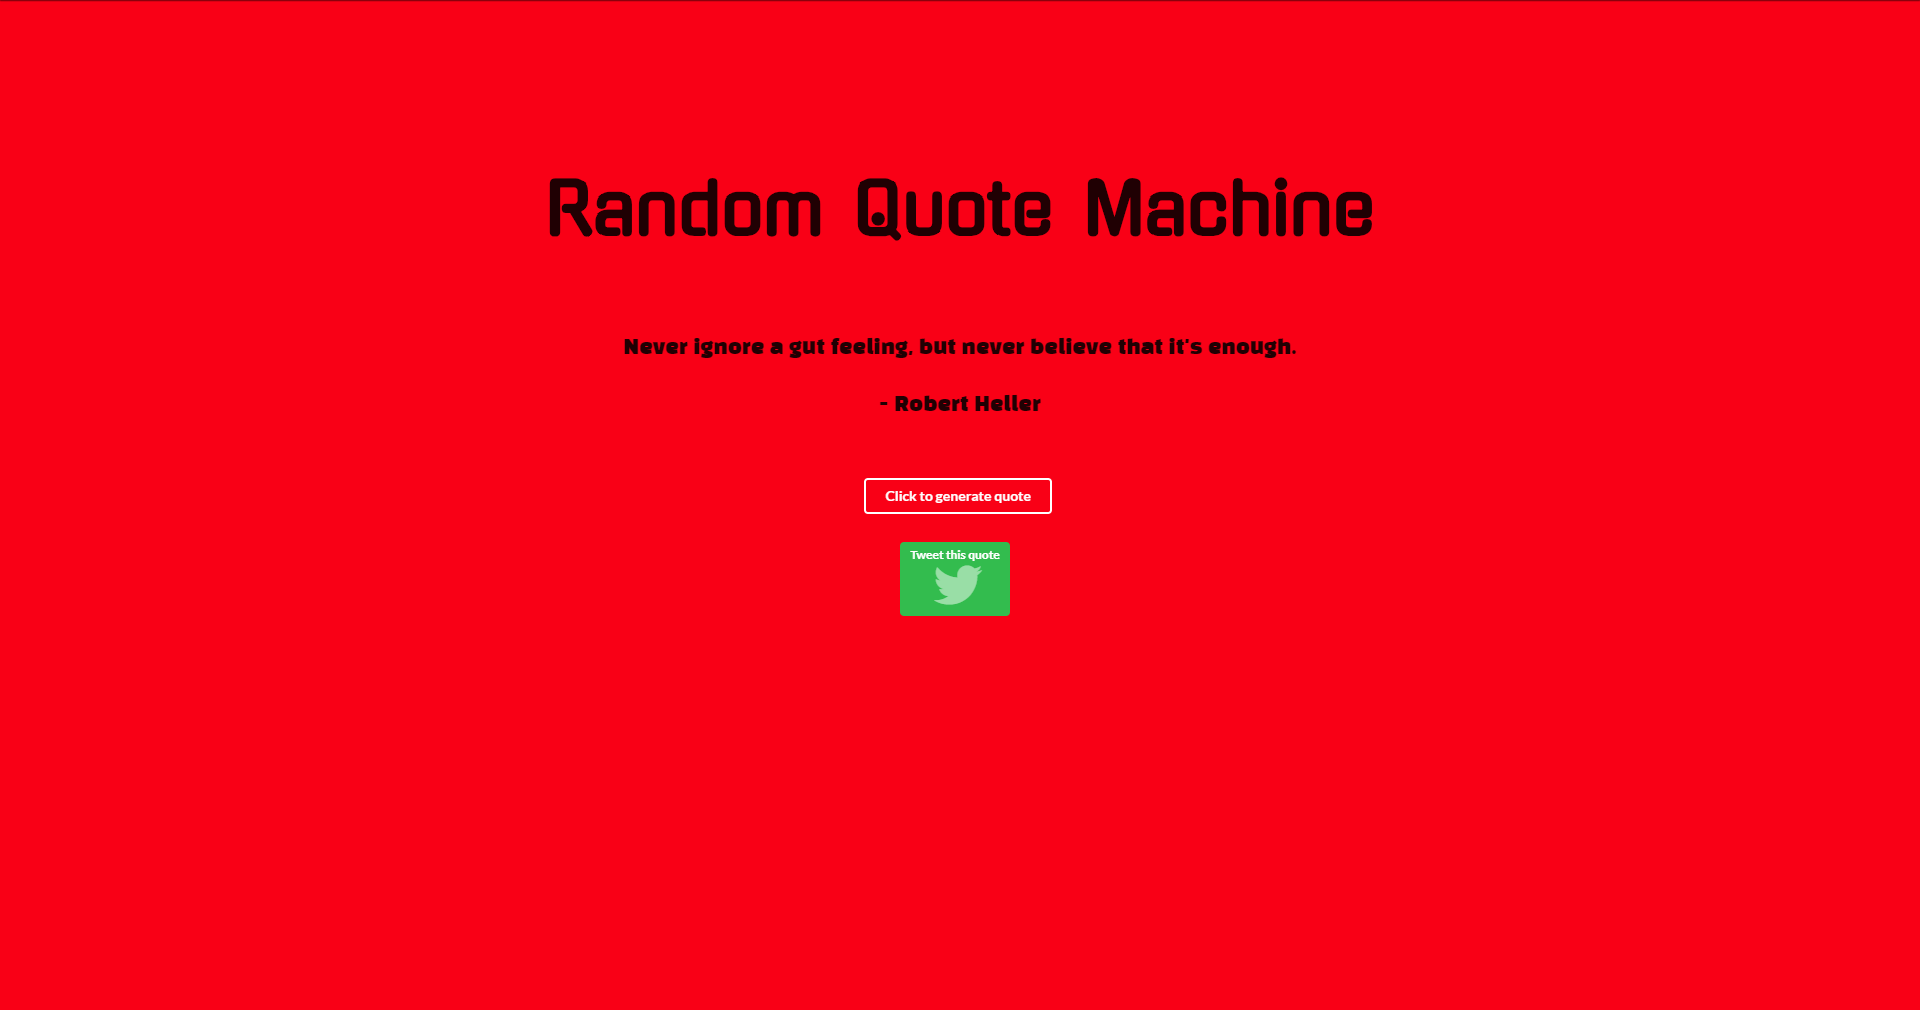 Random Quote Machine
Never ignore a gut feeling, but never believe that it's enough.
- Robert Heller
Click to generate quote
Tweet this quote